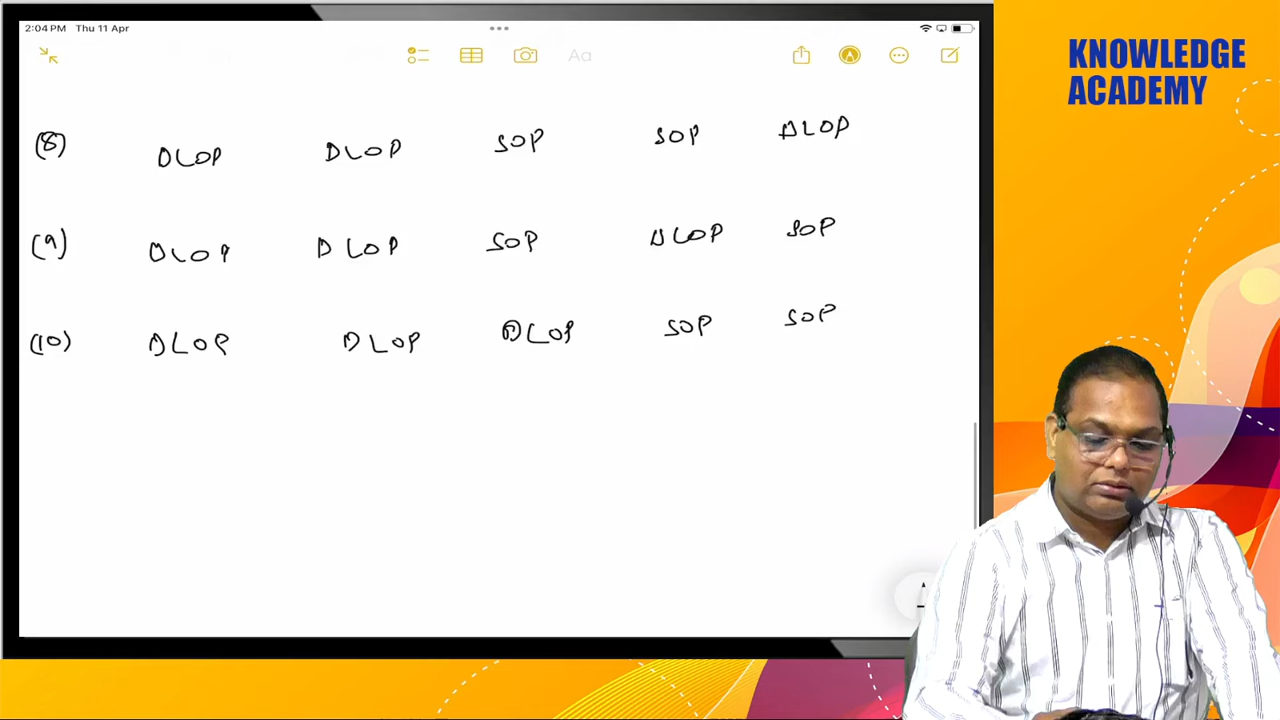 2:04 PM Thu 11 Apr
KNOWLEDGE
ACADEMY
Aa
(8) DLOP DLOP SOP SOP DLOP
(9) DLOP DLOP SOP DLOP SOP
(10) DLOP DLOP DLOP SOP SOP